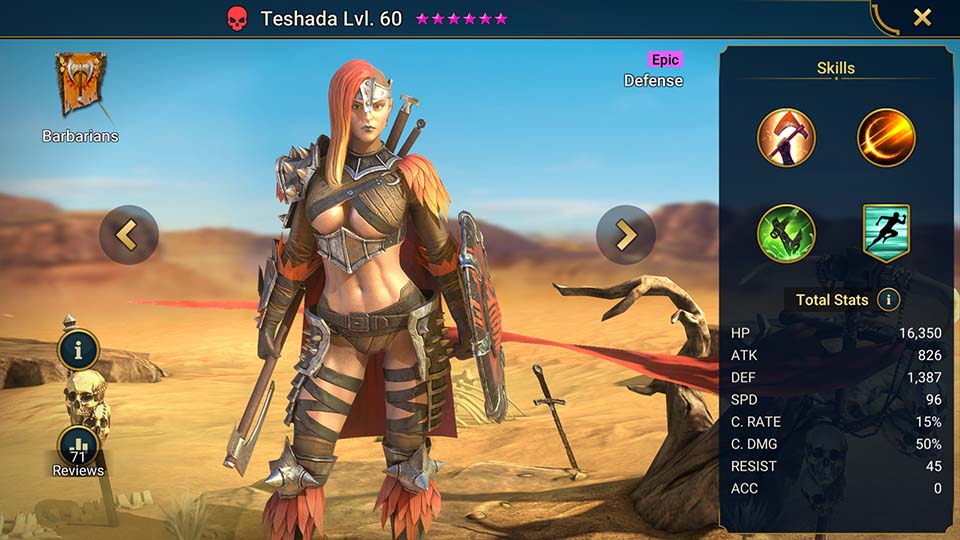 Teshada Lvl. 60
Epic
Defense
Barbarians
Skills
Total Stats i
HP 16,350
ATK 826
DEF 1,387
SPD 96
C. RATE 15%
C. DMG 50%
RESIST 45
ACC 0
i
71
Reviews